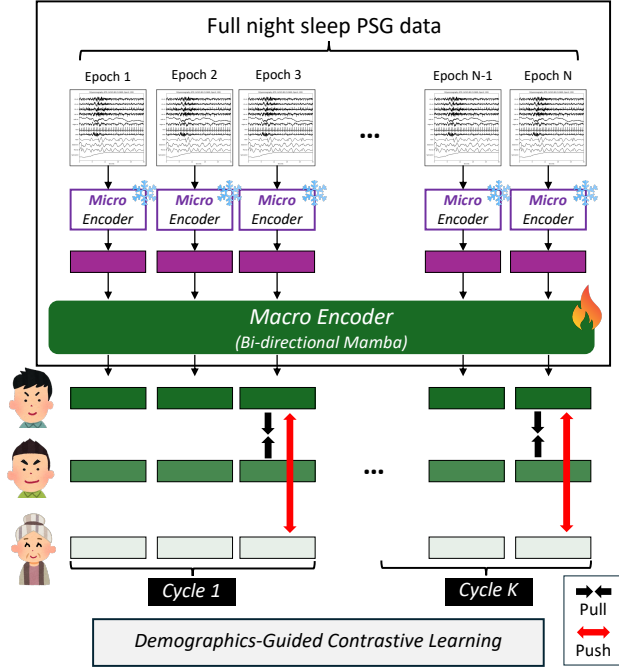 Full night sleep PSG data
Epoch 1 Epoch 2 Epoch 3 Epoch N-1 Epoch N
...
Micro Micro Micro Micro Micro
Encoder Encoder Encoder Encoder Encoder
Macro Encoder
(Bi-directional Mamba)
...
Cycle 1 Cycle K
Pull
Push
Demographics-Guided Contrastive Learning